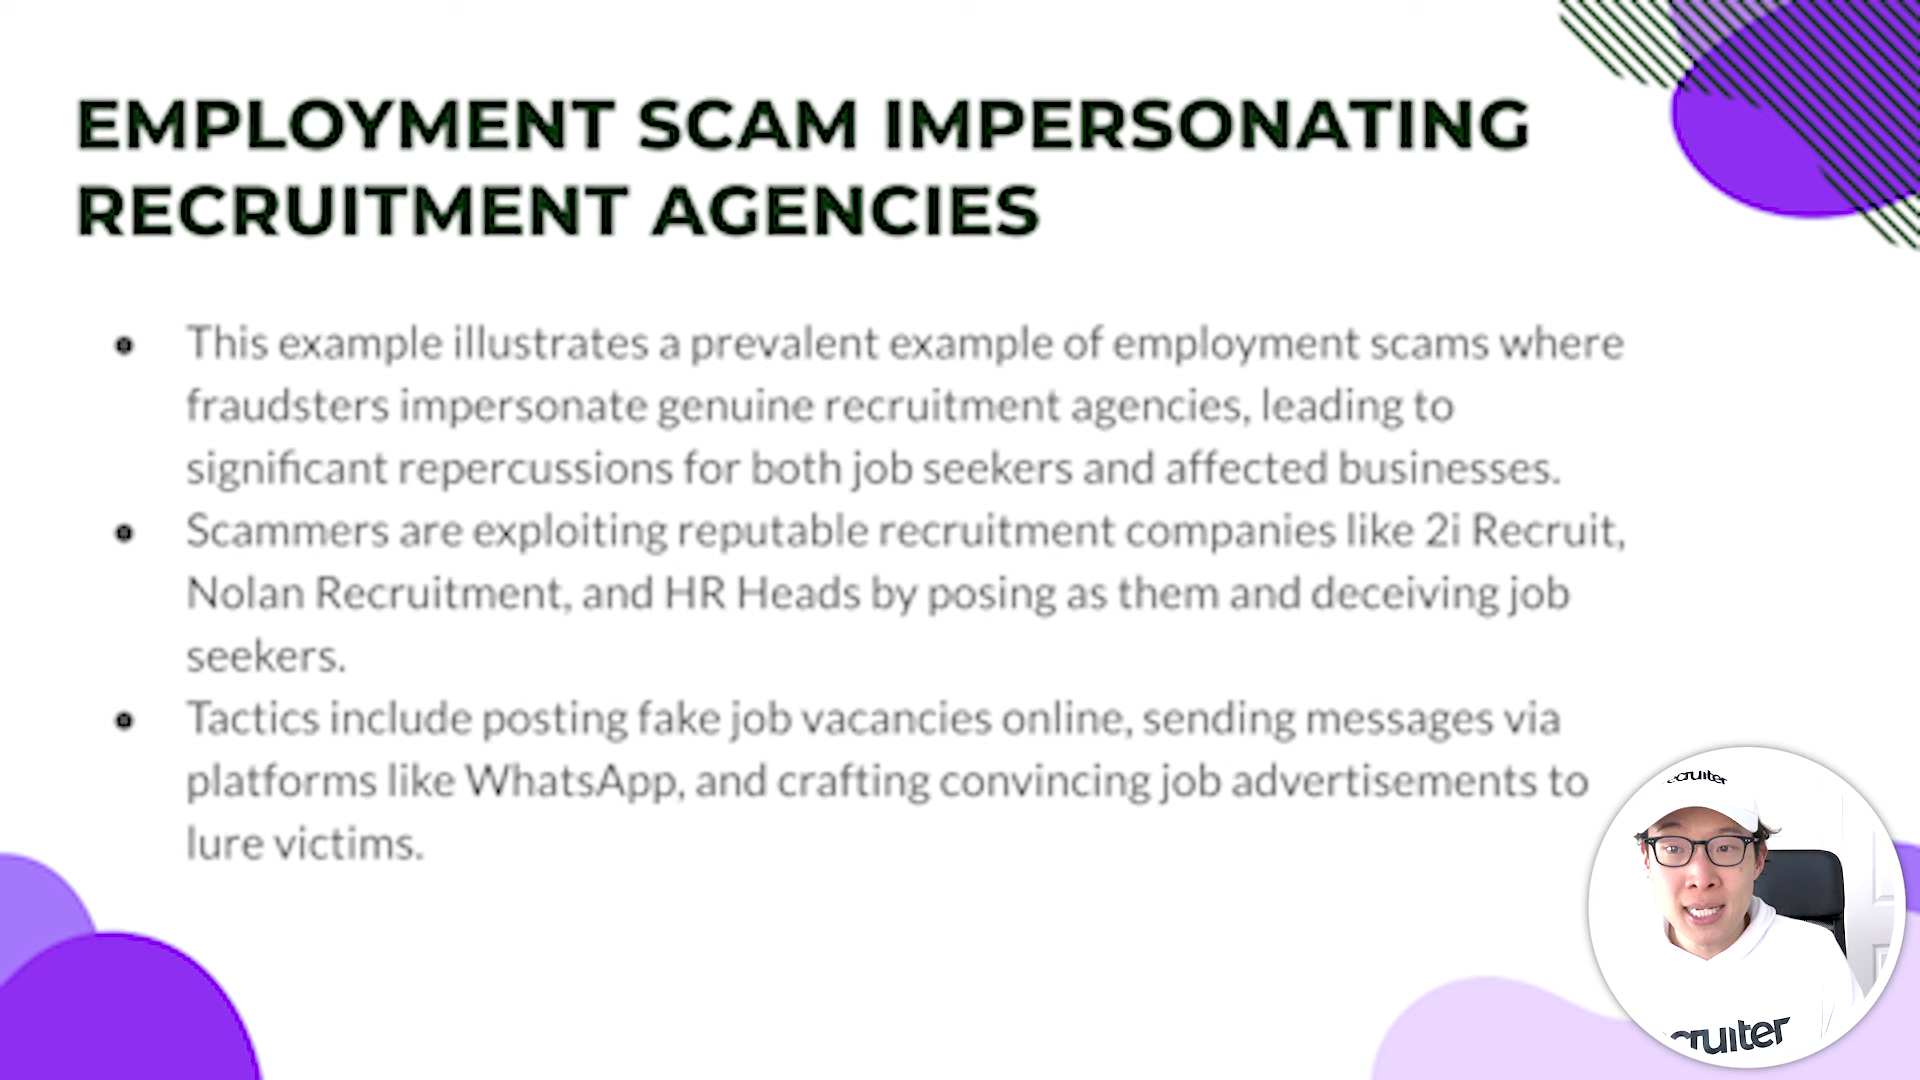 EMPLOYMENT SCAM IMPERSONATING
RECRUITMENT AGENCIES
• This example illustrates a prevalent example of employment scams where
fraudsters impersonate genuine recruitment agencies, leading to
significant repercussions for both job seekers and affected businesses.
• Scammers are exploiting reputable recruitment companies like 2i Recruit,
Nolan Recruitment, and HR Heads by posing as them and deceiving job
seekers.
• Tactics include posting fake job vacancies online, sending messages via
platforms like WhatsApp, and crafting convincing job advertisements to
lure victims.
cruiter
cruiter